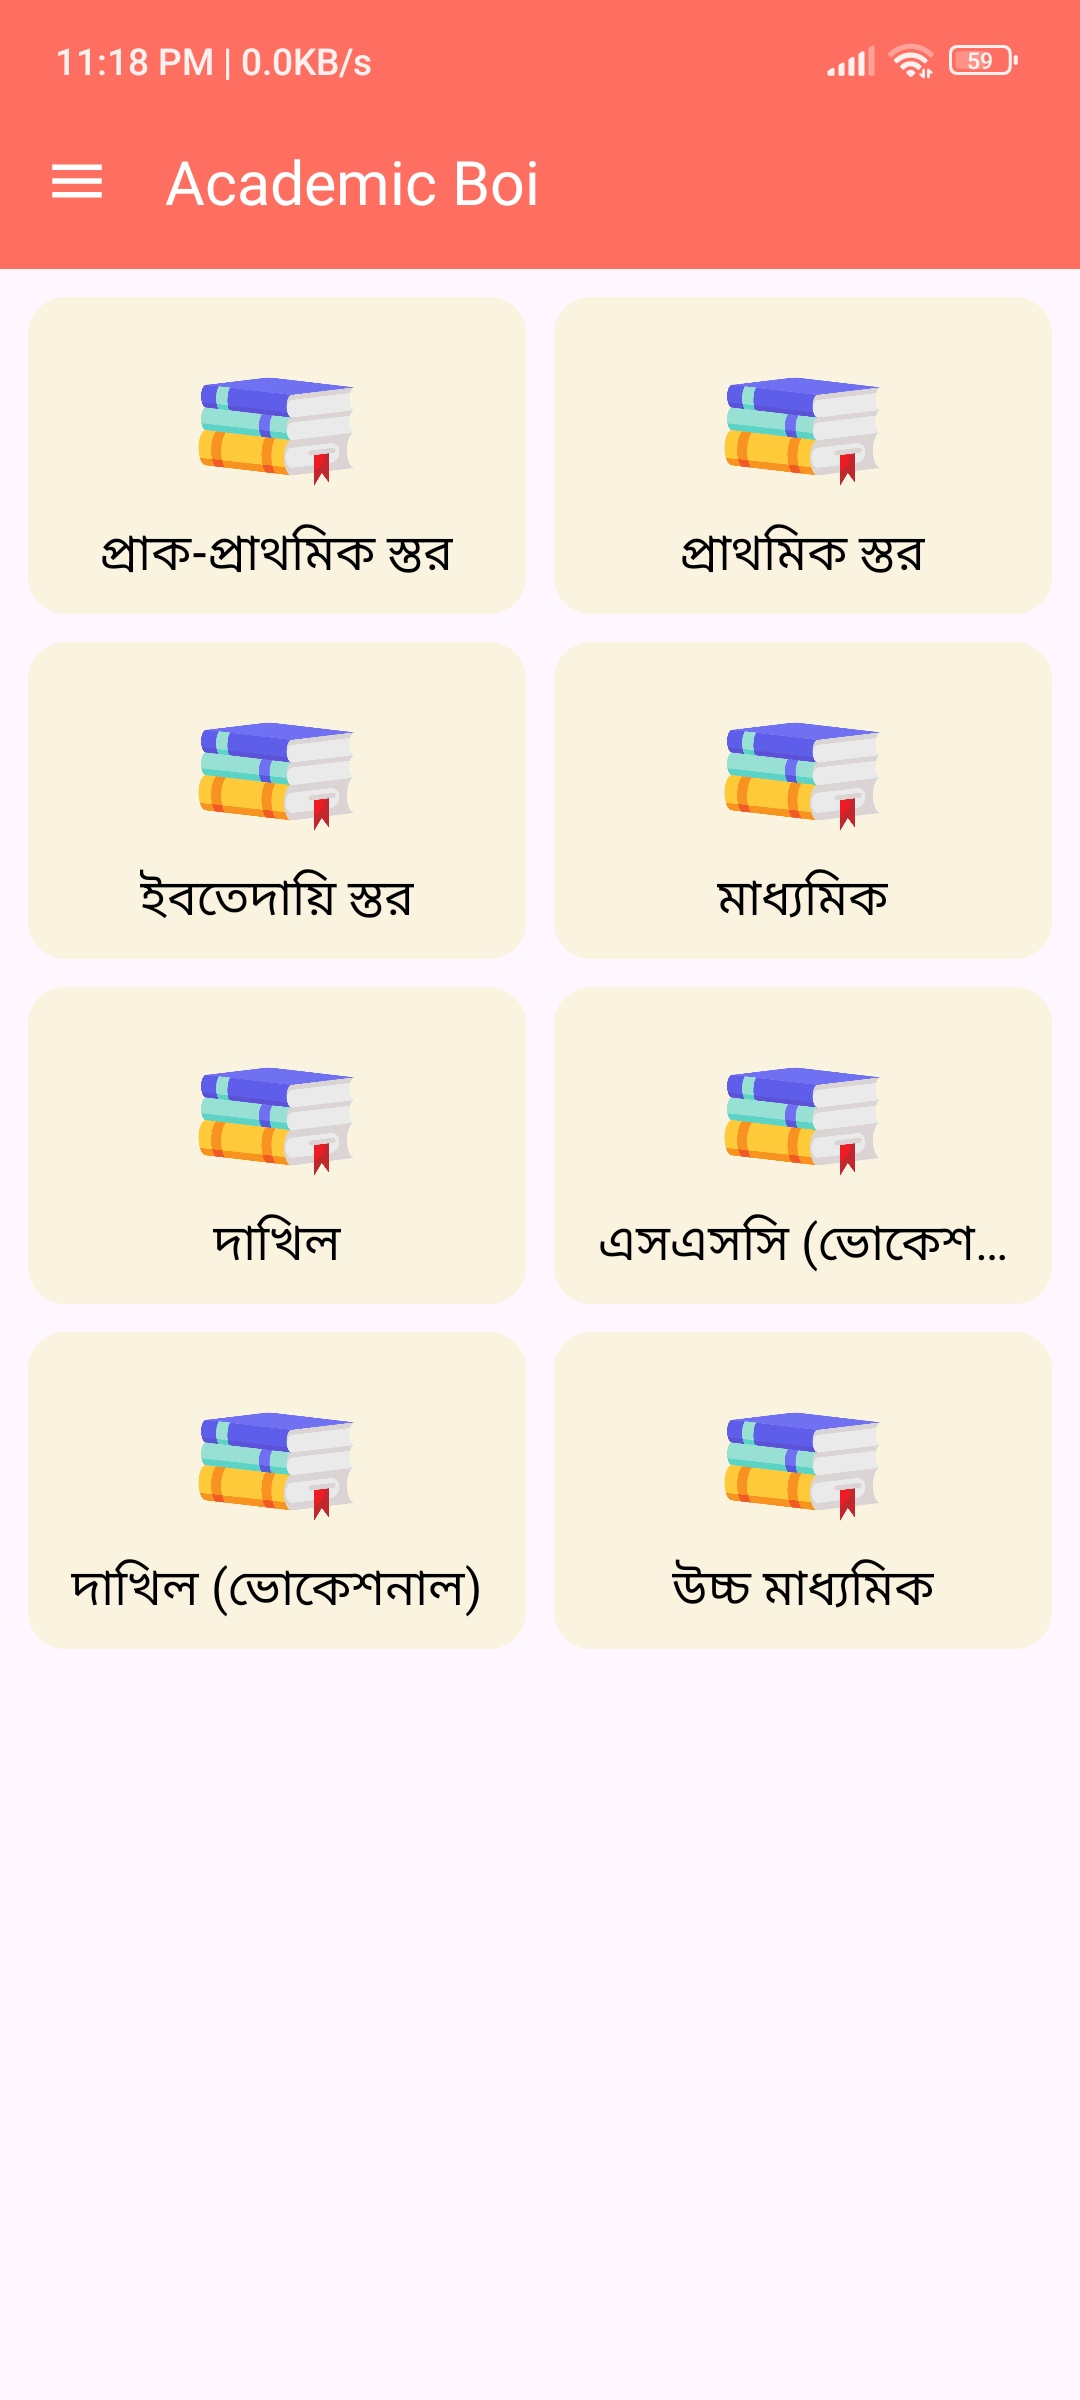 11:18 PM | 0.0KB/s 59
Academic Boi
প্রাক-প্রাথমিক স্তর
প্রাথমিক স্তর
ইবতেদায়ি স্তর
মাধ্যমিক
দাখিল
এসএসসি (ভোকেশ...
দাখিল (ভোকেশনাল)
উচ্চ মাধ্যমিক